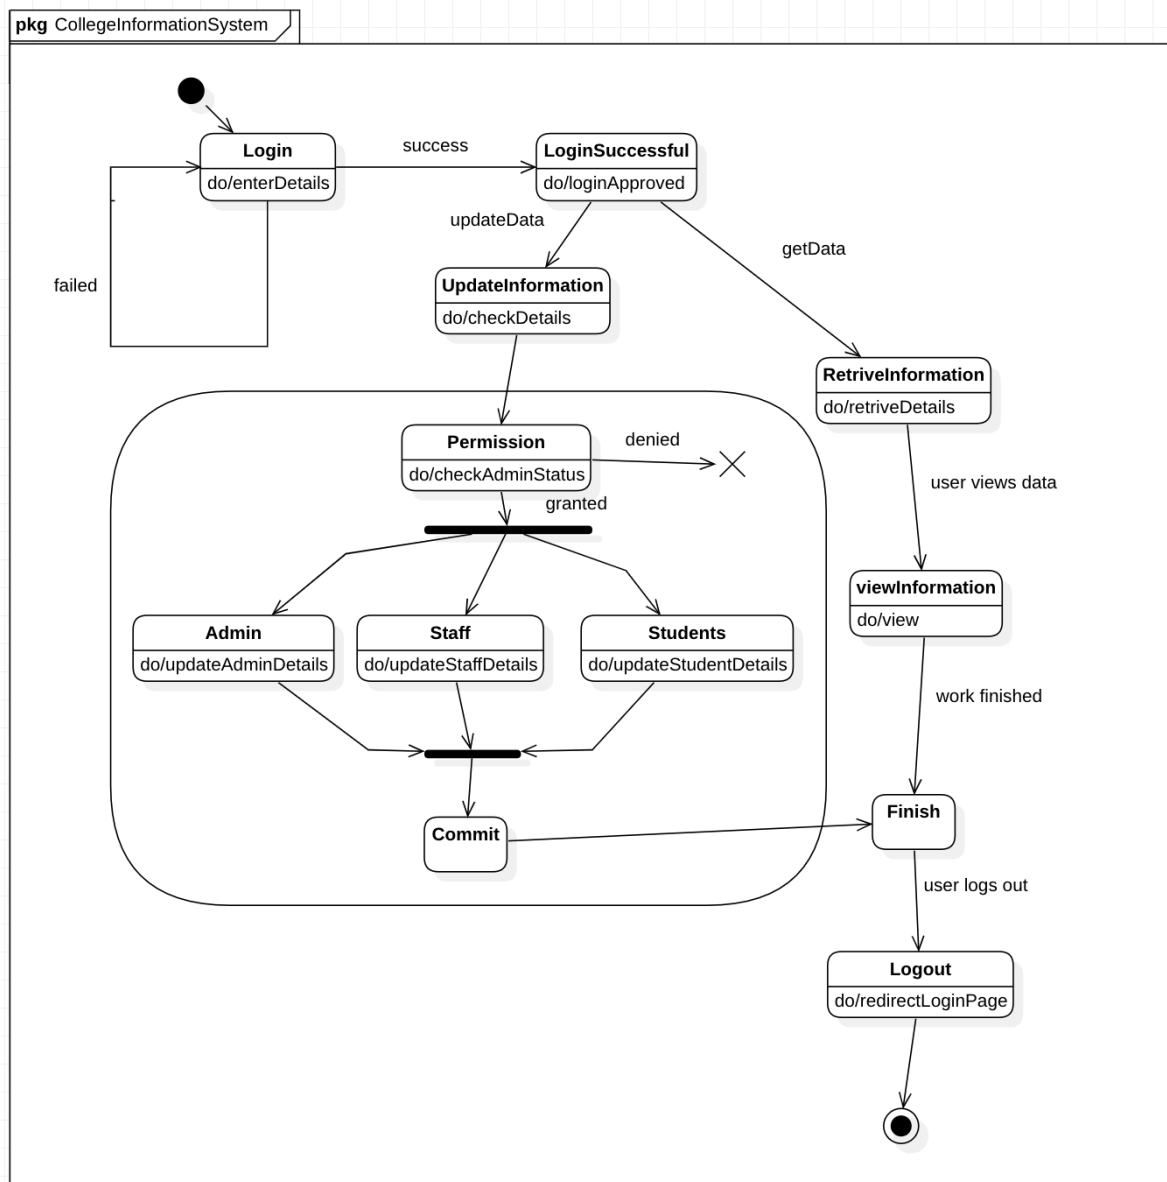 pkg CollegeInformationSystem
Login
do/enterDetails
success
LoginSuccessful
do/loginApproved
updateData
getData
failed
UpdateInformation
do/checkDetails
RetriveInformation
do/retriveDetails
Permission
do/checkAdminStatus
denied
granted
user views data
viewInformation
do/view
Admin
do/updateAdminDetails
Staff
do/updateStaffDetails
Students
do/updateStudentDetails
work finished
Commit
Finish
user logs out
Logout
do/redirectLoginPage